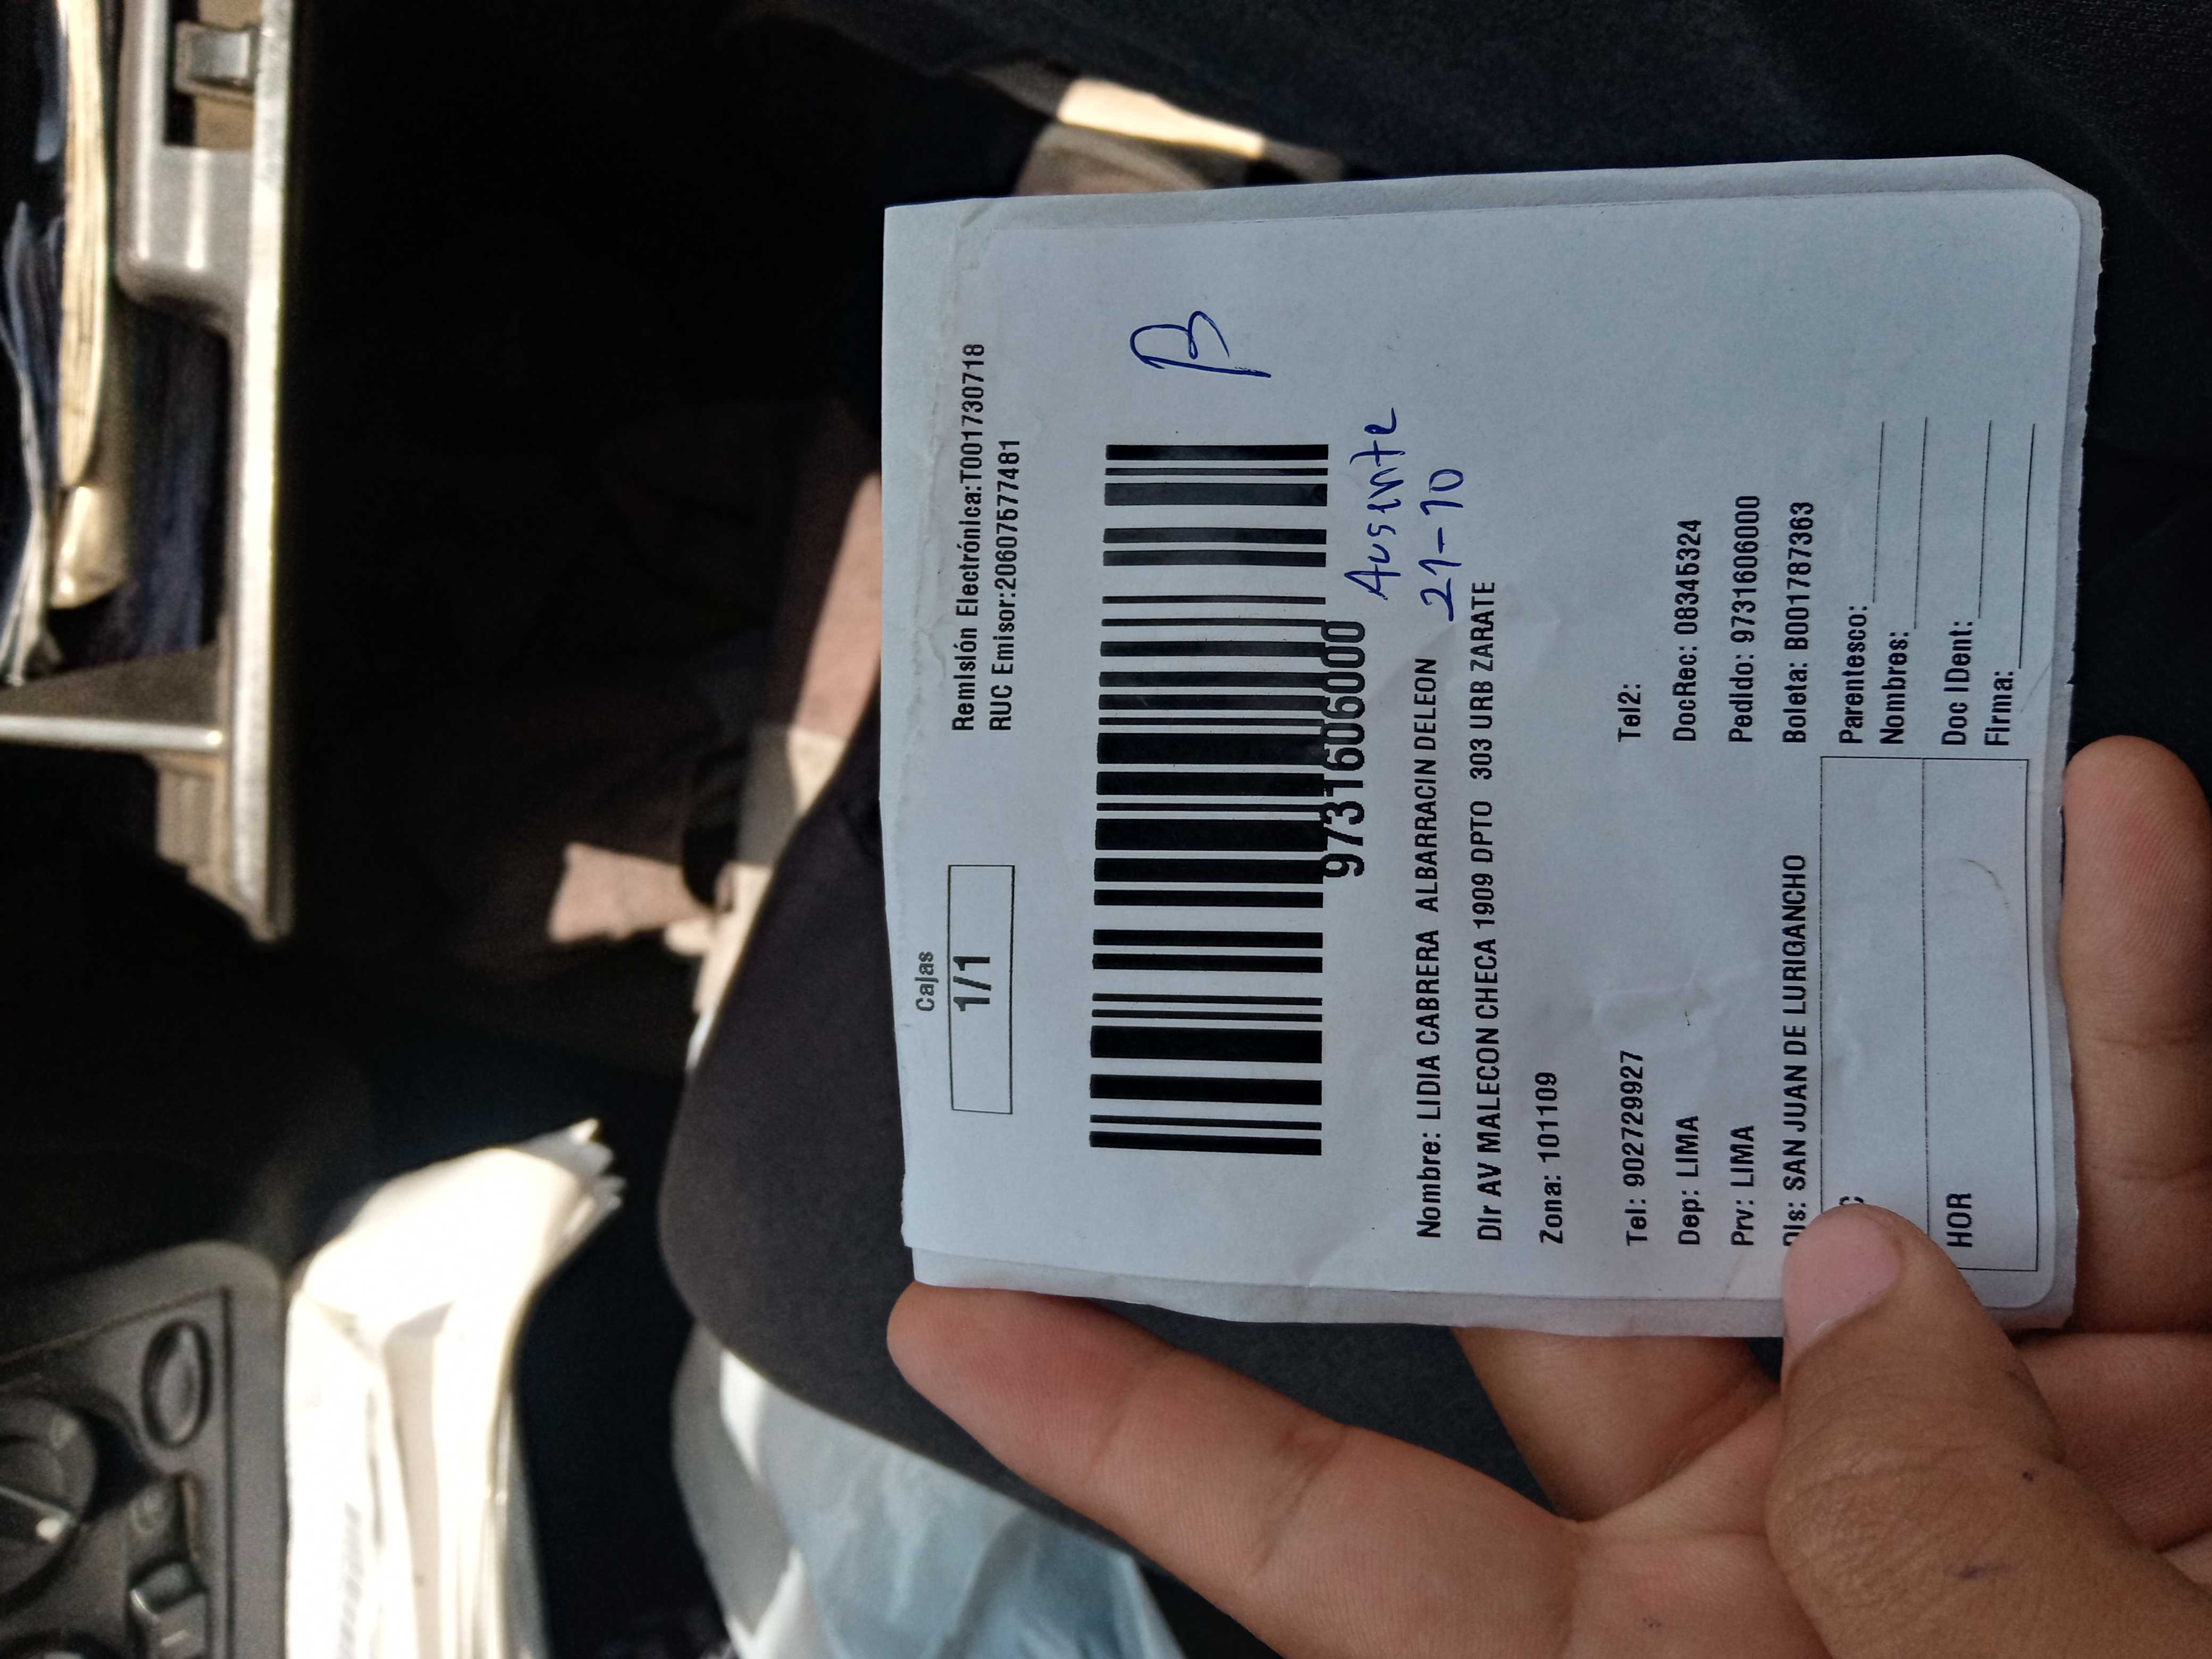 Cajas
1/1
Remisión Electrónica:T001730718
RUC Emisor:20607577481
B
9731606000
Ausente
21-10
Nombre: LIDIA CABRERA ALBARRACIN DELEON
Dir AV MALECON CHECA 1909 DPTO 303 URB ZARATE
Zona: 101109
Tel: 902729927 Tel2:
Dep: LIMA DocRec: 08345324
Prv: LIMA Pedido: 9731606000
Dis: SAN JUAN DE LURIGANCHO Boleta: B001787363
Parentesco:
Nombres:
HOR Doc IDent:
Firma: